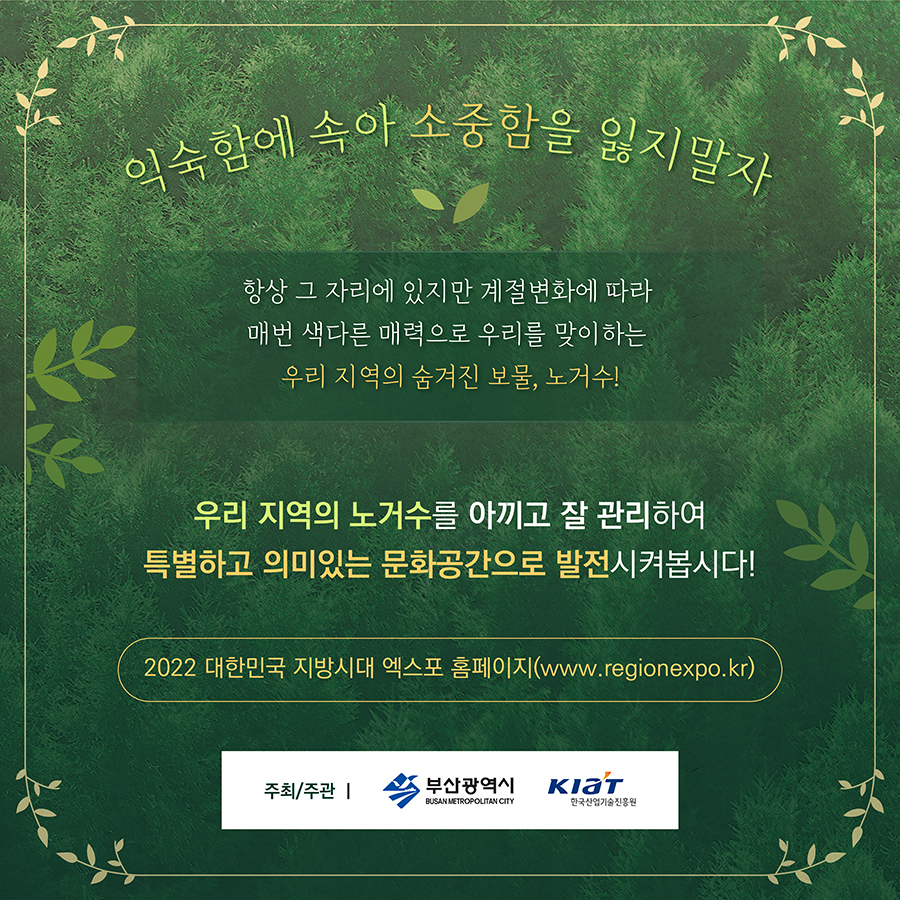 익숙함에 속아 소중함을 잃지말자
항상 그 자리에 있지만 계절변화에 따라
매번 색다른 매력으로 우리를 맞이하는
우리 지역의 숨겨진 보물, 노거수!
우리 지역의 노거수를 아끼고 잘 관리하여
특별하고 의미있는 문화공간으로 발전시켜봅시다!
2022 대한민국 지방시대 엑스포 홈페이지(www.regionexpo.kr)
주최/주관 |
부산광역시
BUSAN METROPOLITAN CITY
KIAT
한국산업기술진흥원